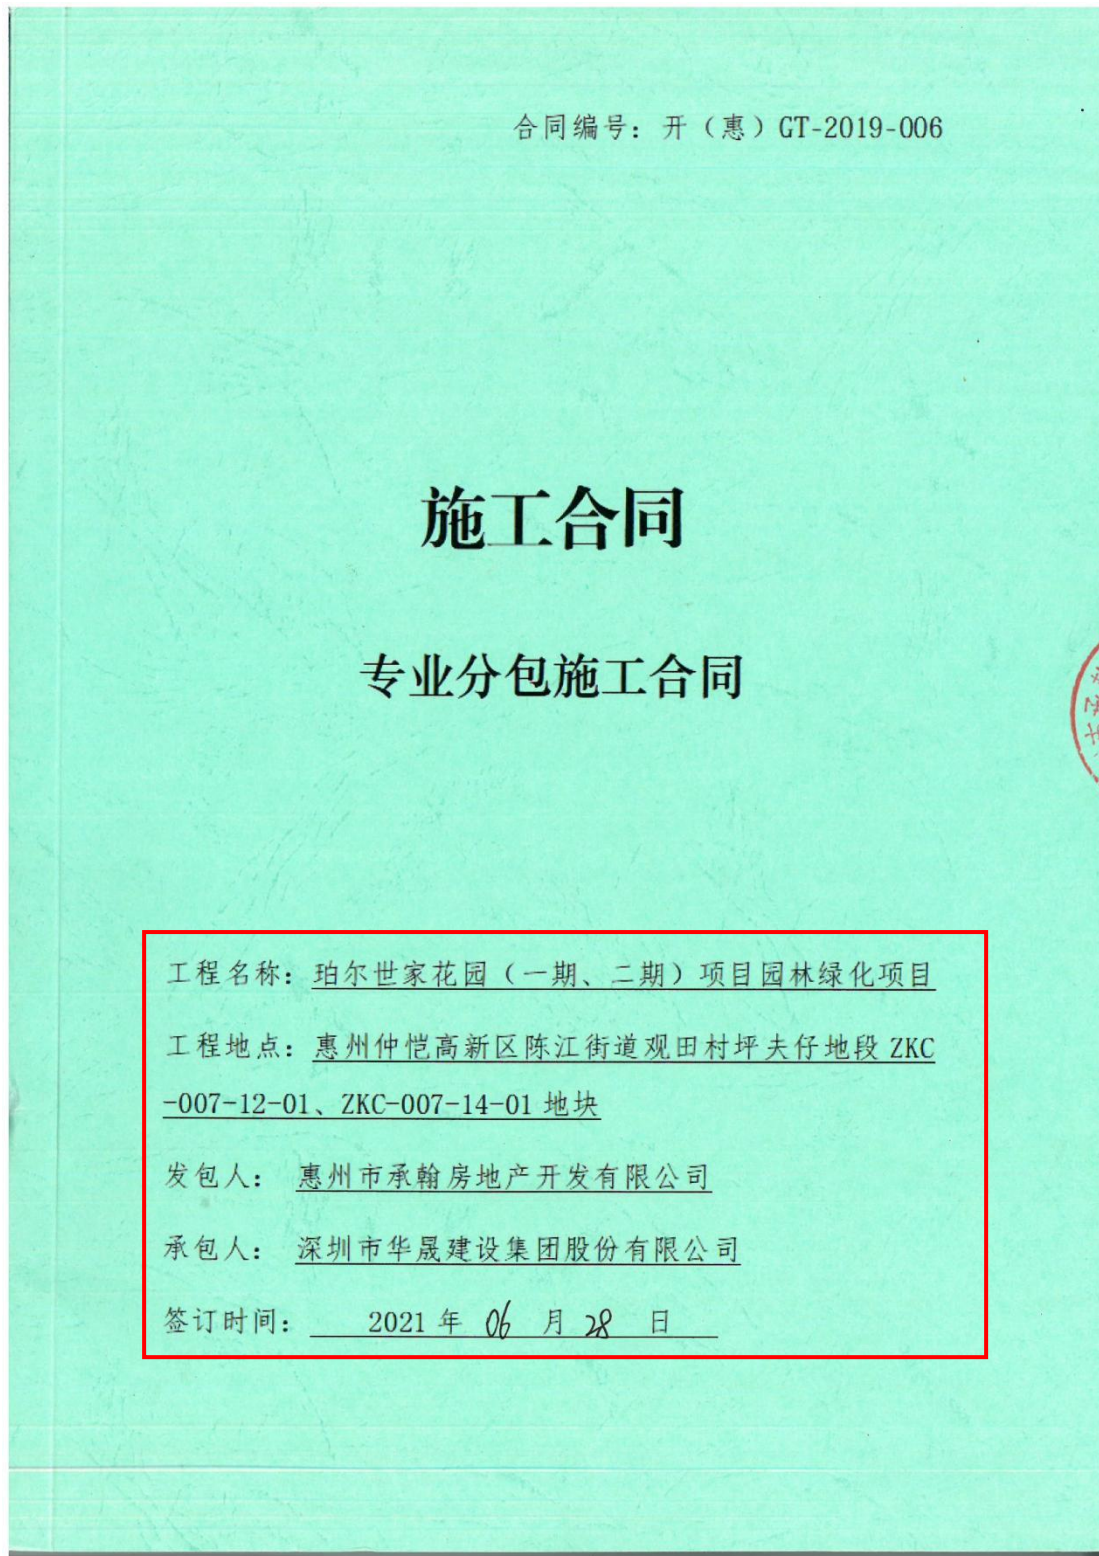 合同编号：开（惠）GT-2019-006
施工合同
专业分包施工合同
工程名称：珀尔世家花园（一期、二期）项目园林绿化项目
工程地点：惠州仲恺高新区陈江街道观田村坪夫仔地段 ZKC
-007-12-01、ZKC-007-14-01 地块
发包人：惠州市承翰房地产开发有限公司
承包人：深圳市华晟建设集团股份有限公司
签订时间：2021 年 06 月 28 日